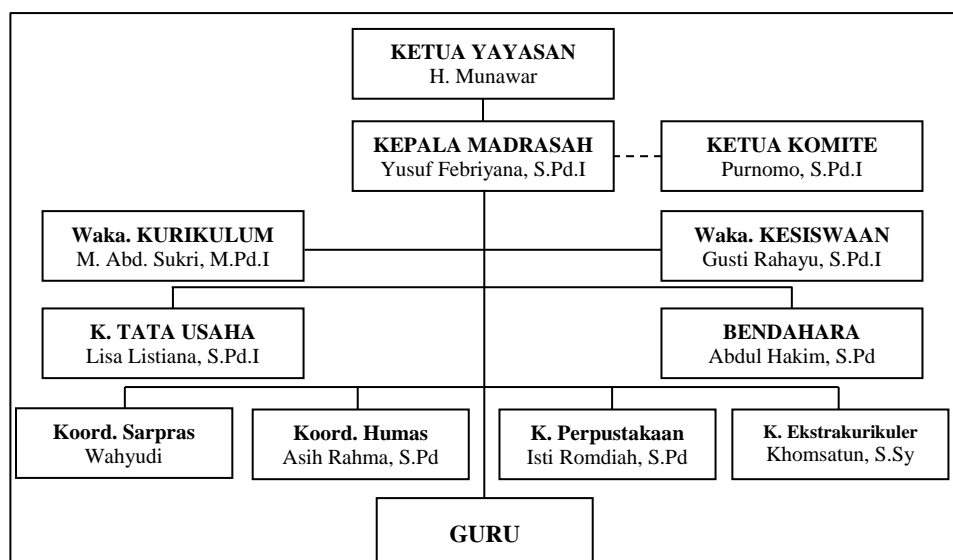 KETUA YAYASAN
H. Munawar
KEPALA MADRASAH
Yusuf Febriyana, S.Pd.I
KETUA KOMITE
Purnomo, S.Pd.I
Waka. KURIKULUM
M. Abd. Sukri, M.Pd.I
Waka. KESISWAAN
Gusti Rahayu, S.Pd.I
K. TATA USAHA
Lisa Listiana, S.Pd.I
BENDAHARA
Abdul Hakim, S.Pd
Koord. Sarpras
Wahyudi
Koord. Humas
Asih Rahma, S.Pd
K. Perpustakaan
Isti Romdiah, S.Pd
K. Ekstrakurikuler
Khomsatun, S.Sy
GURU